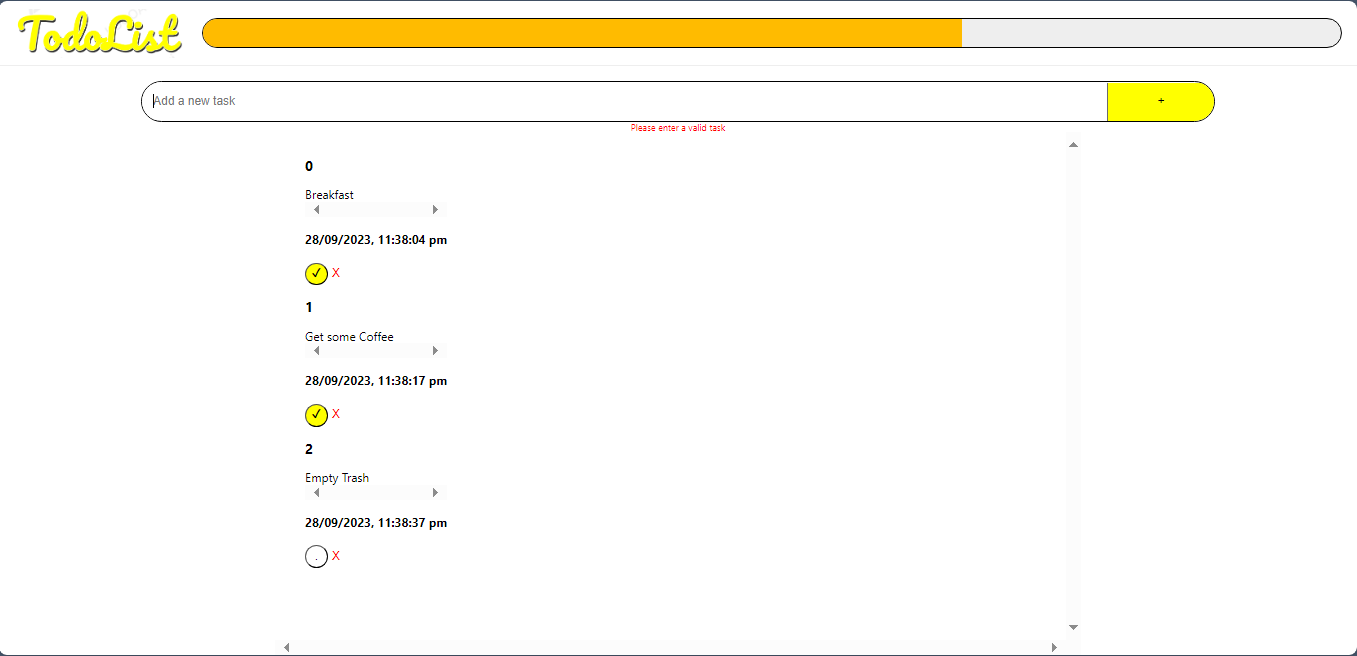 TodoList
Add a new task
+
Please enter a valid task
0
Breakfast
28/09/2023, 11:38:04 pm
✓ X
1
Get some Coffee
28/09/2023, 11:38:17 pm
✓ X
2
Empty Trash
28/09/2023, 11:38:37 pm
. X